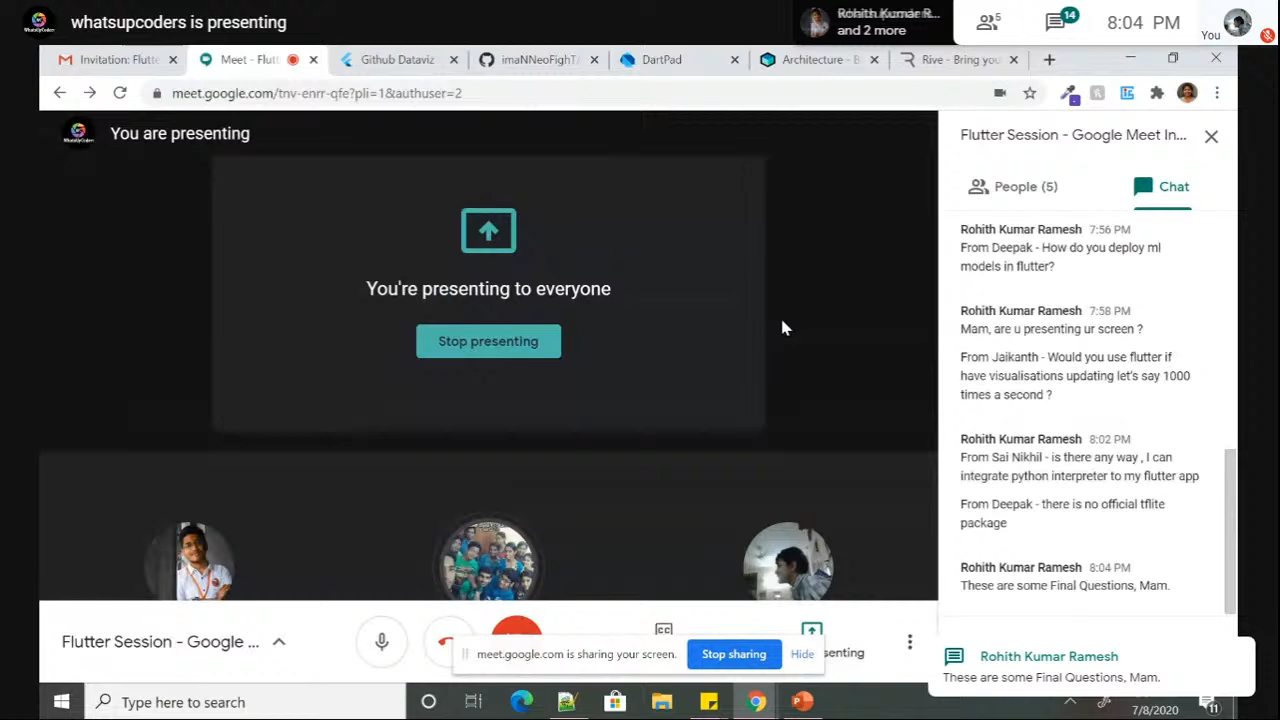 whatsupcoders is presenting
Rohith Kumar R...
and 2 more
5
14
8:04 PM
You
Invitation: Flutte
Meet - Flutt
Github Dataviz
imaNNeoFighT/
DartPad
Architecture - B
Rive - Bring you
meet.google.com/tnv-enrr-qfe?pli=1&authuser=2
You are presenting
Flutter Session - Google Meet In...
People (5)
Chat
You're presenting to everyone
Stop presenting
Rohith Kumar Ramesh 7:56 PM
From Deepak - How do you deploy ml
models in flutter?
Rohith Kumar Ramesh 7:58 PM
Mam, are u presenting ur screen ?
From Jaikanth - Would you use flutter if
have visualisations updating let's say 1000
times a second ?
Rohith Kumar Ramesh 8:02 PM
From Sai Nikhil - is there any way , I can
integrate python interpreter to my flutter app
From Deepak - there is no official tflite
package
Rohith Kumar Ramesh 8:04 PM
These are some Final Questions, Mam.
Flutter Session - Google ...
meet.google.com is sharing your screen.
Stop sharing
Hide
senting
Rohith Kumar Ramesh
These are some Final Questions, Mam.
Type here to search
7/8/2020
11